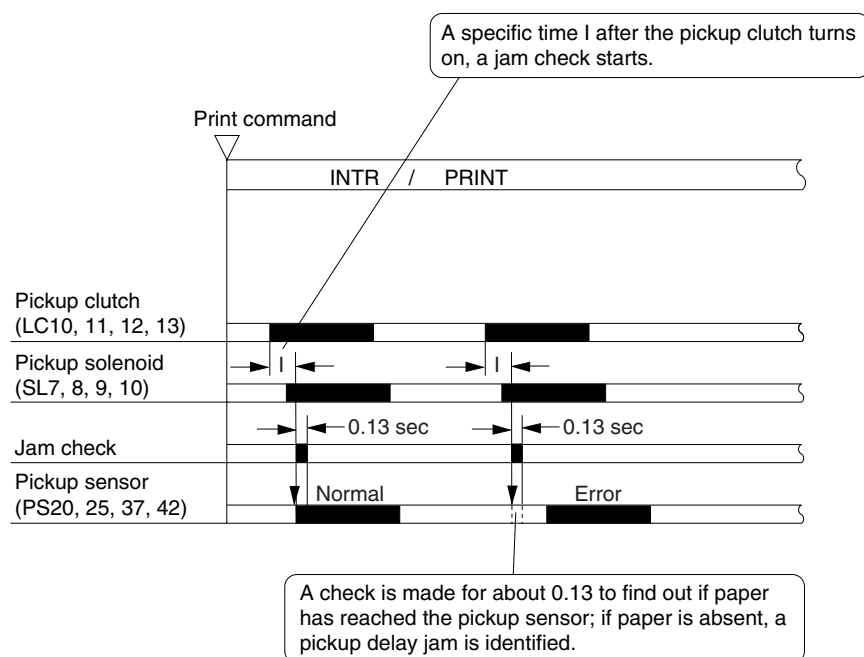 A specific time I after the pickup clutch turns
on, a jam check starts.
Print command
INTR / PRINT
Pickup clutch
(LC10, 11, 12, 13)
I
I
Pickup solenoid
(SL7, 8, 9, 10)
0.13 sec
0.13 sec
Jam check
Pickup sensor
(PS20, 25, 37, 42)
Normal
Error
A check is made for about 0.13 to find out if paper
has reached the pickup sensor; if paper is absent, a
pickup delay jam is identified.